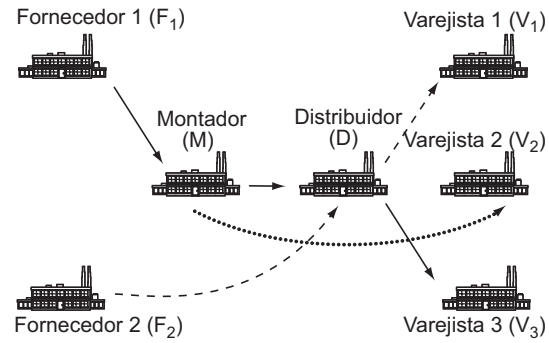 Fornecedor 1 (F₁)
Varejista 1 (V₁)
Montador
(M)
Distribuidor
(D)
Varejista 2 (V₂)
Fornecedor 2 (F₂)
Varejista 3 (V₃)